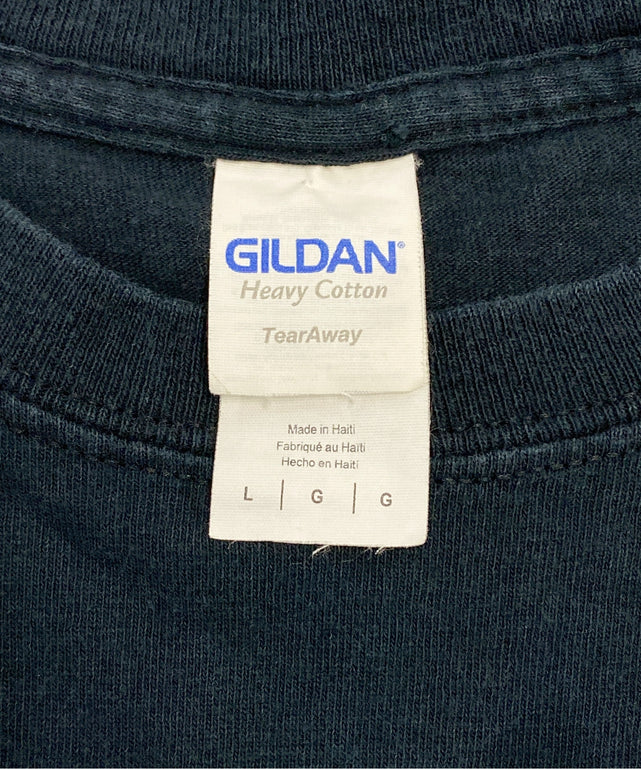 GILDAN®
Heavy Cotton
TearAway
Made in Haiti
Fabriqué au Haïti
Hecho en Haití
L | G | G